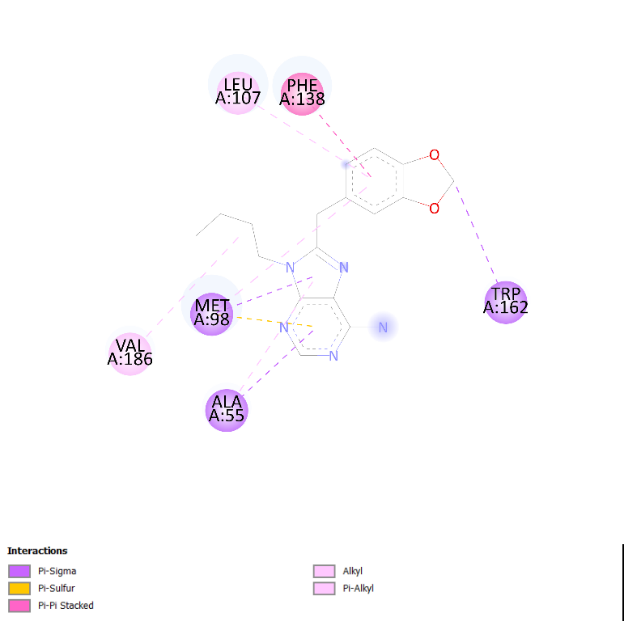 LEU
A:107
PHE
A:138
O
O
N
N
TRP
A:162
MET
A:98
N
N
N
VAL
A:186
ALA
A:55
Interactions
Pi-Sigma
Pi-Sulfur
Pi-Pi Stacked
Alkyl
Pi-Alkyl